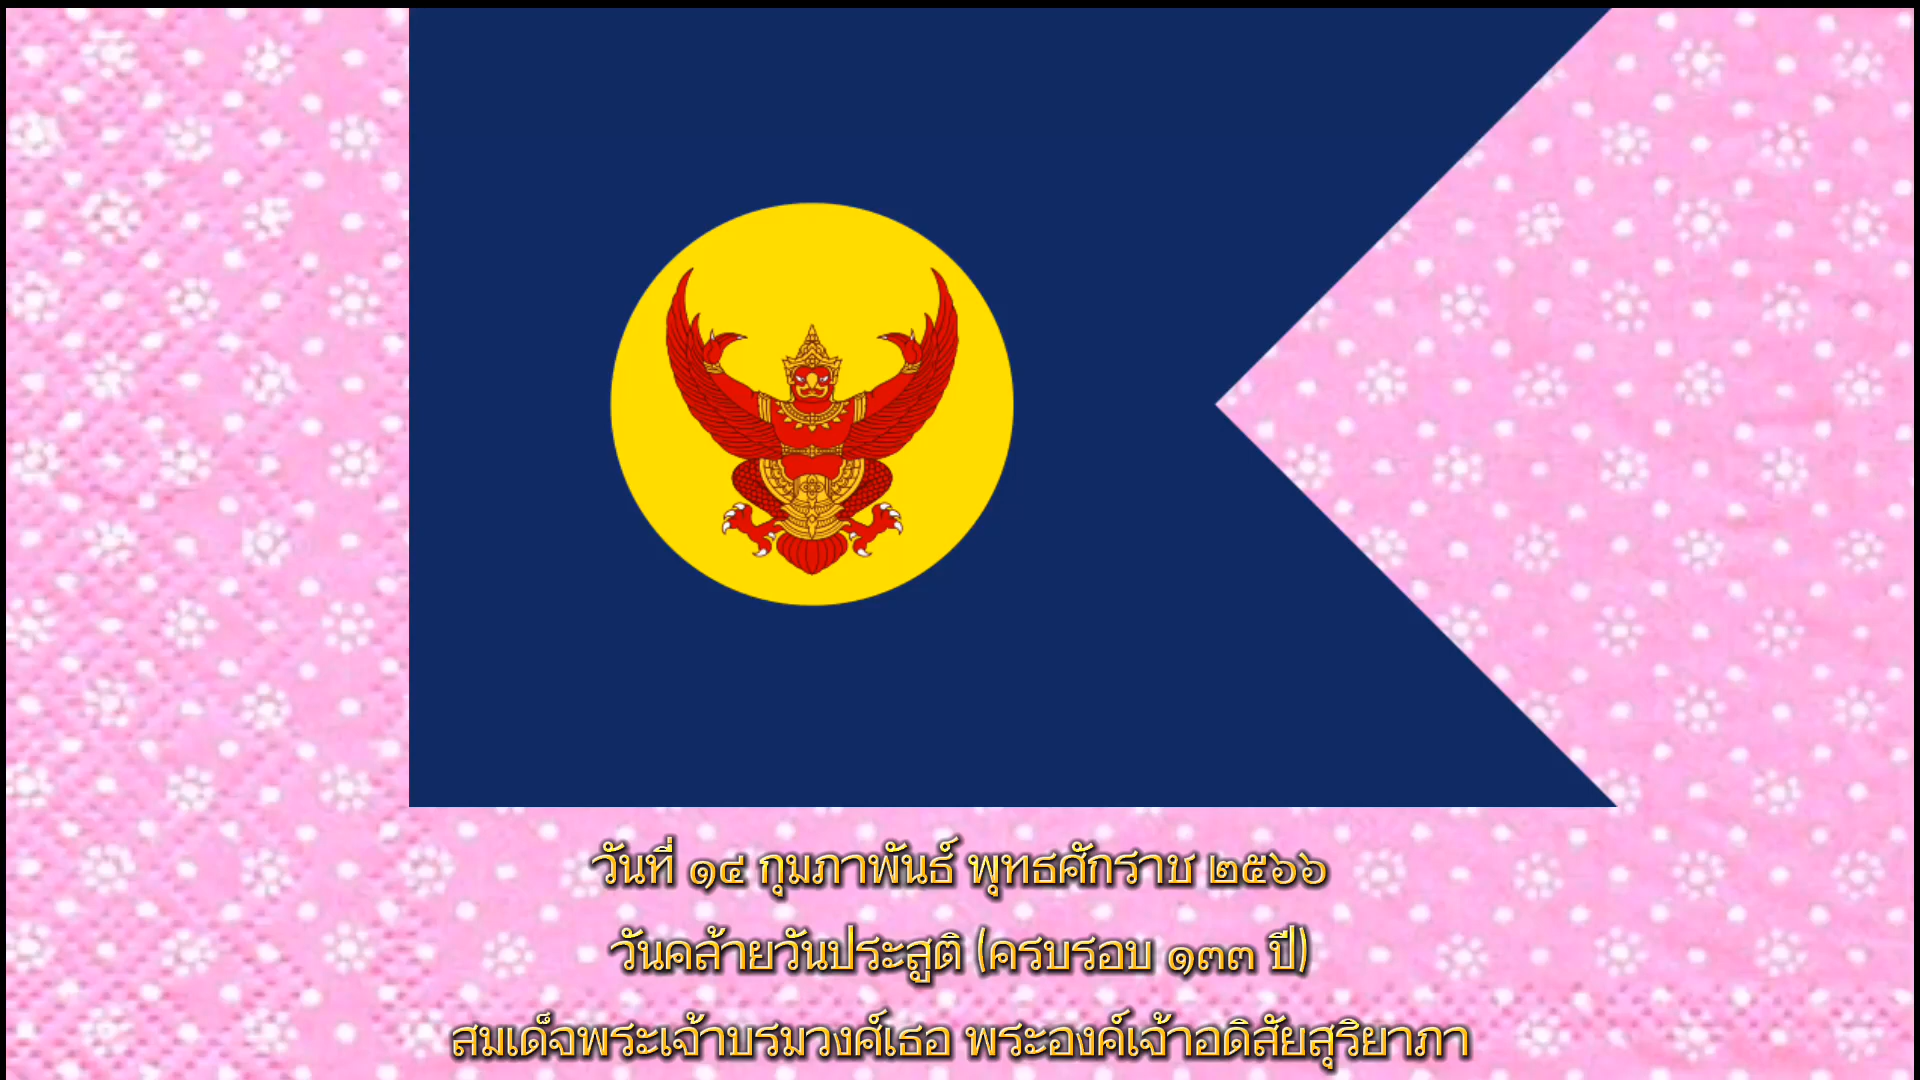 วันที่ ๑๔ กุมภาพันธ์ พุทธศักราช ๒๕๖๖
วันคล้ายวันประสูติ (ครบรอบ ๑๓๓ ปี)
สมเด็จพระเจ้าบรมวงศ์เธอ พระองค์เจ้าอดิสัยสุริยาภา